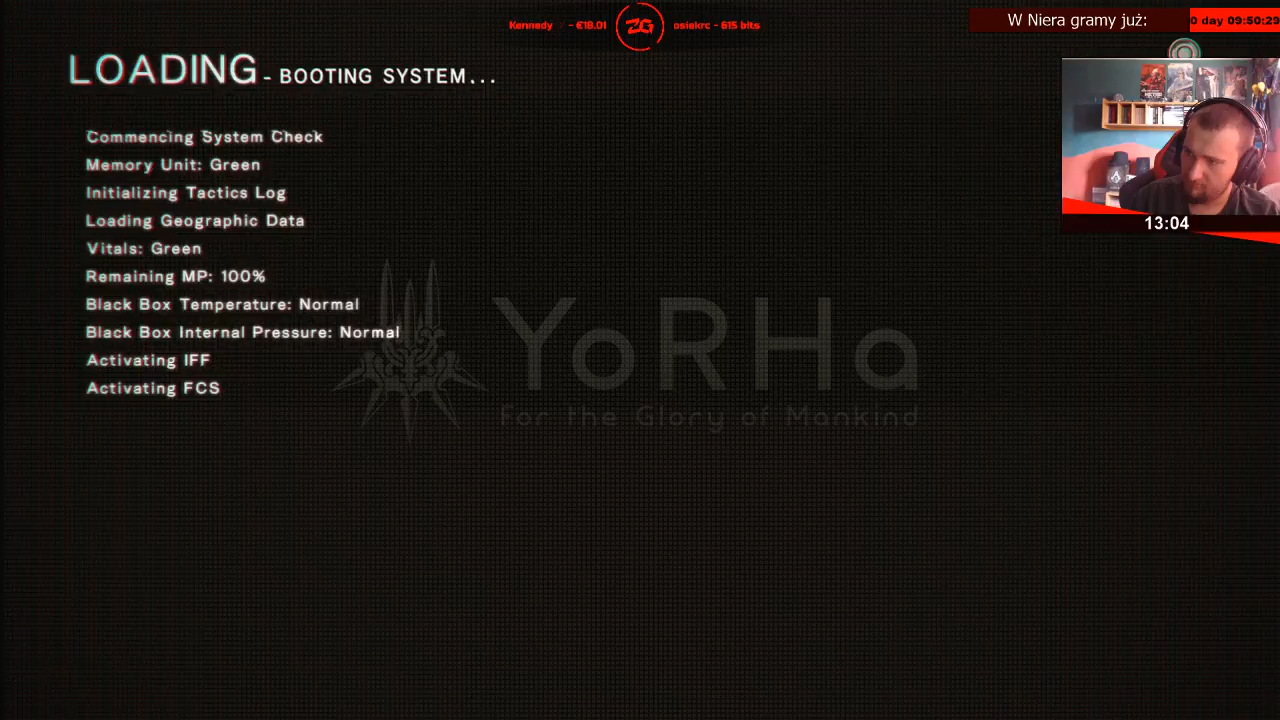 Kennedy - €18.01
ZG
osiekrc - 615 bits
W Niera gramy już:
0 day 09:50:29
LOADING - BOOTING SYSTEM...
Commencing System Check
Memory Unit: Green
Initializing Tactics Log
Loading Geographic Data
Vitals: Green
Remaining MP: 100%
Black Box Temperature: Normal
Black Box Internal Pressure: Normal
Activating IFF
Activating FCS
YoRHa
For the Glory of Mankind
13:04